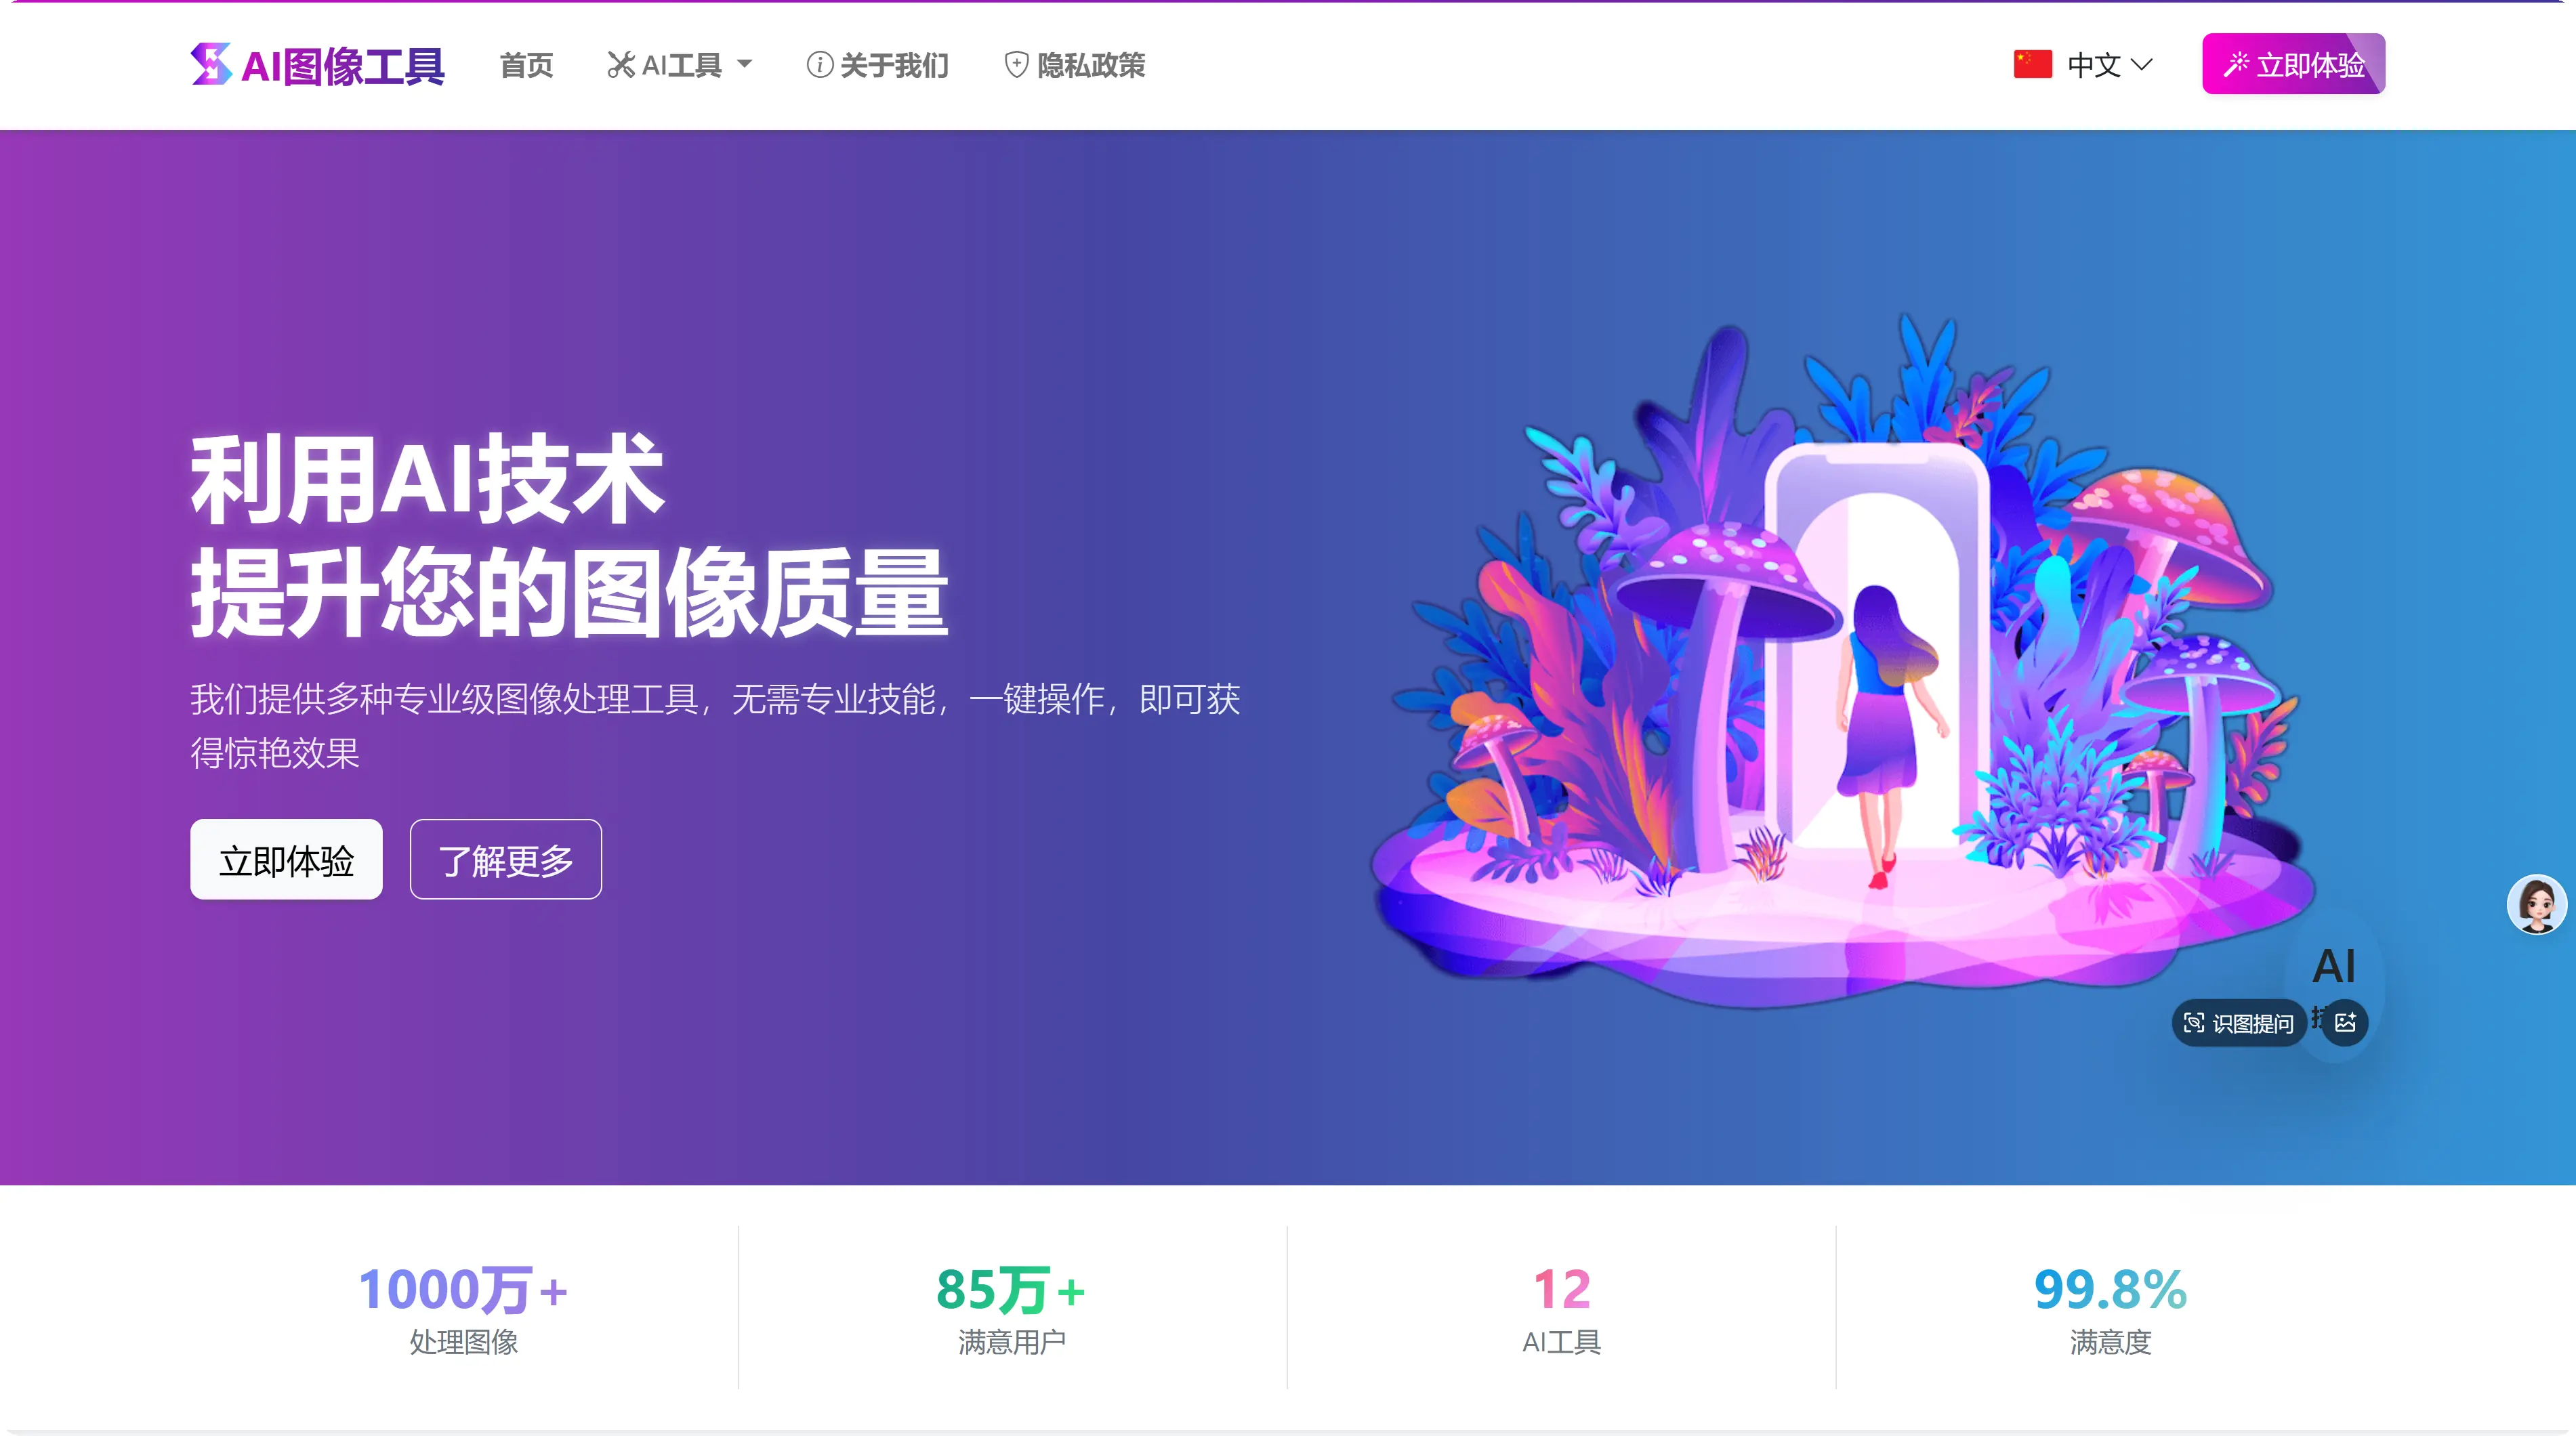 AI图像工具
首页
AI工具
关于我们
隐私政策
中文
立即体验
利用AI技术
提升您的图像质量
我们提供多种专业级图像处理工具，无需专业技能，一键操作，即可获
得惊艳效果
立即体验
了解更多
AI
识图提问
1000万+
处理图像
85万+
满意用户
12
AI工具
99.8%
满意度